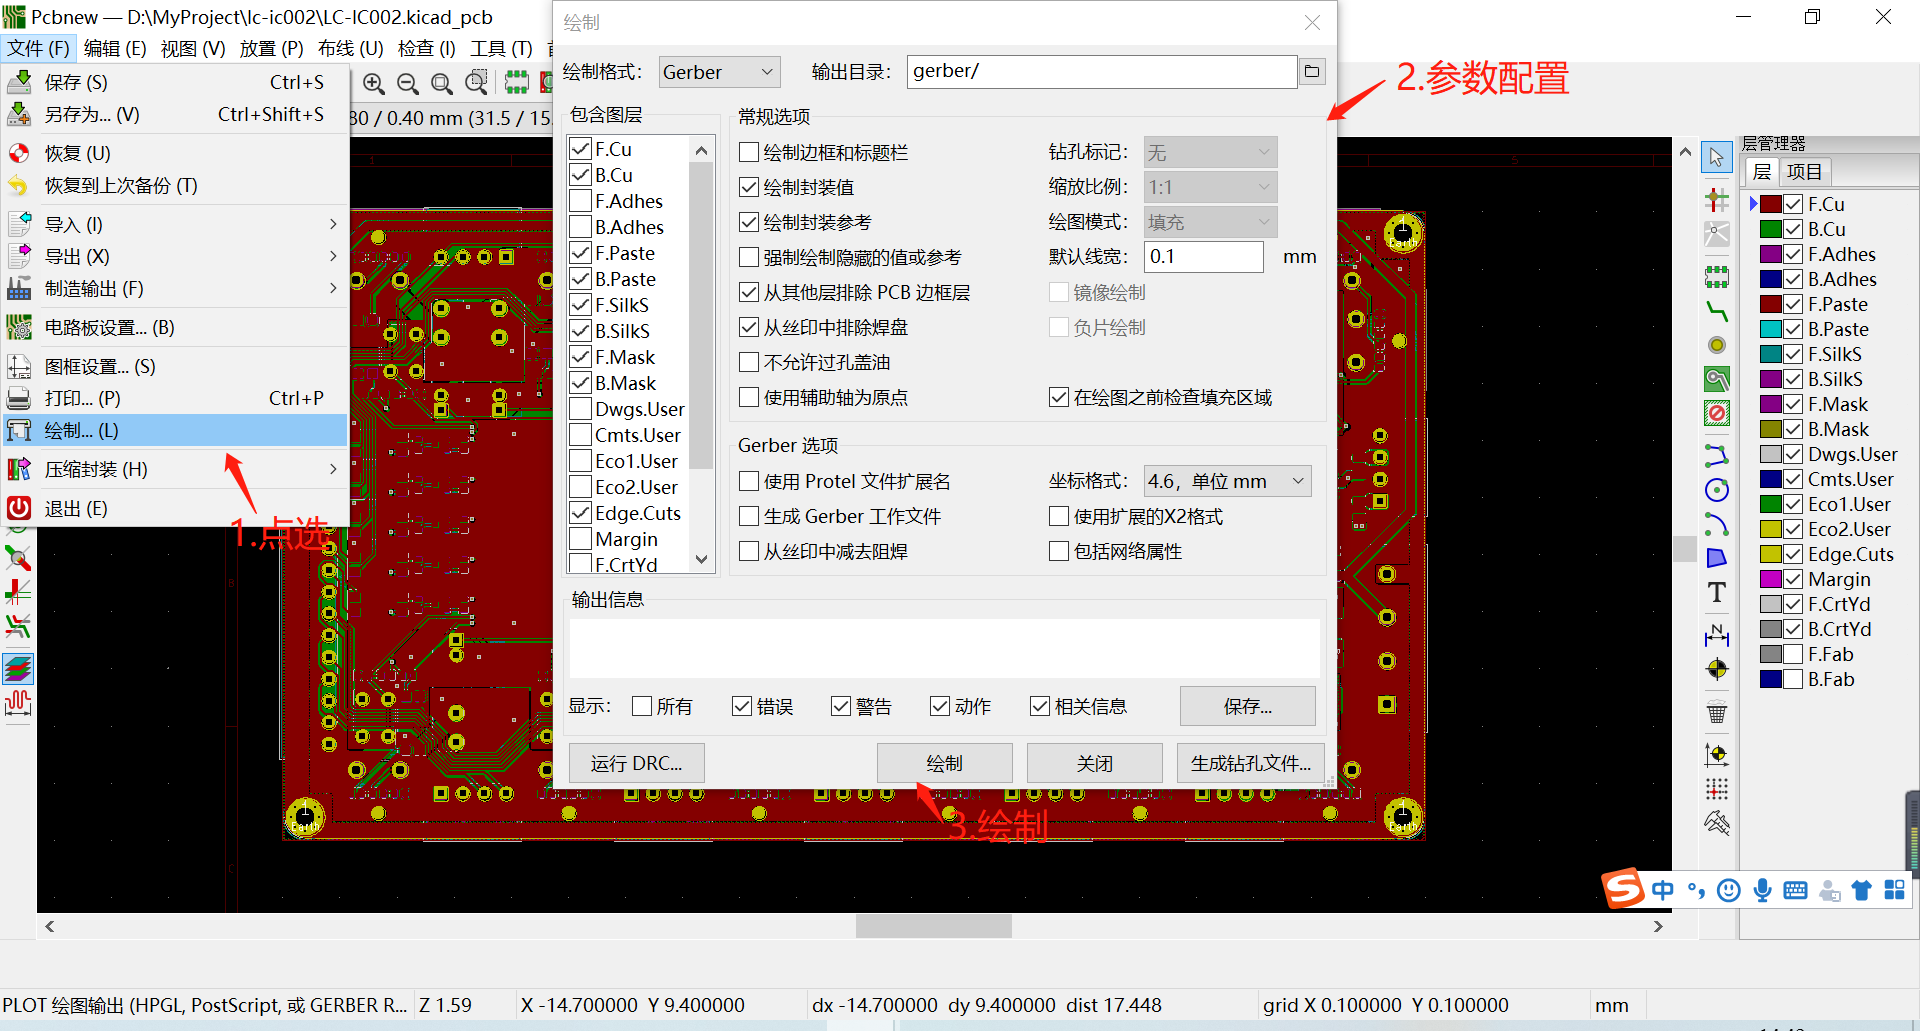 Pcbnew — D:\MyProject\lc-ic002\LC-IC002.kicad_pcb
文件 (F) 编辑 (E) 视图 (V) 放置 (P) 布线 (U) 检查 (I) 工具 (T)
保存 (S) Ctrl+S
另存为... (V) Ctrl+Shift+S
恢复 (U)
恢复到上次备份 (T)
导入 (I)
导出 (X)
制造输出 (F)
电路板设置... (B)
图框设置... (S)
打印... (P) Ctrl+P
绘制... (L)
压缩封装 (H)
退出 (E)
1.点选
80 / 0.40 mm (31.5 / 15.
绘制
绘制格式: Gerber 输出目录: gerber/
2.参数配置
包含图层
F.Cu
B.Cu
F.Adhes
B.Adhes
F.Paste
B.Paste
F.SilkS
B.SilkS
F.Mask
B.Mask
Dwgs.User
Cmts.User
Eco1.User
Eco2.User
Edge.Cuts
Margin
F.CrtYd
常规选项
绘制边框和标题栏 钻孔标记: 无
绘制封装值 缩放比例: 1:1
绘制封装参考 绘图模式: 填充
强制绘制隐藏的值或参考 默认线宽: 0.1 mm
从其他层排除 PCB 边框层 镜像绘制
从丝印中排除焊盘 负片绘制
不允许过孔盖油
使用辅助轴为原点 在绘图之前检查填充区域
Gerber 选项
使用 Protel 文件扩展名 坐标格式: 4.6，单位 mm
生成 Gerber 工作文件 使用扩展的X2格式
从丝印中减去阻焊 包括网络属性
输出信息
显示: 所有 错误 警告 动作 相关信息 保存...
运行 DRC... 绘制 关闭 生成钻孔文件...
3.绘制
1
Earth
1
Earth
1
Earth
层管理器
层 项目
F.Cu
B.Cu
F.Adhes
B.Adhes
F.Paste
B.Paste
F.SilkS
B.SilkS
F.Mask
B.Mask
Dwgs.User
Cmts.User
Eco1.User
Eco2.User
Edge.Cuts
Margin
F.CrtYd
B.CrtYd
F.Fab
B.Fab
中
PLOT 绘图输出 (HPGL, PostScript, 或 GERBER R... Z 1.59 X -14.700000 Y 9.400000 dx -14.700000 dy 9.400000 dist 17.448 grid X 0.100000 Y 0.100000 mm